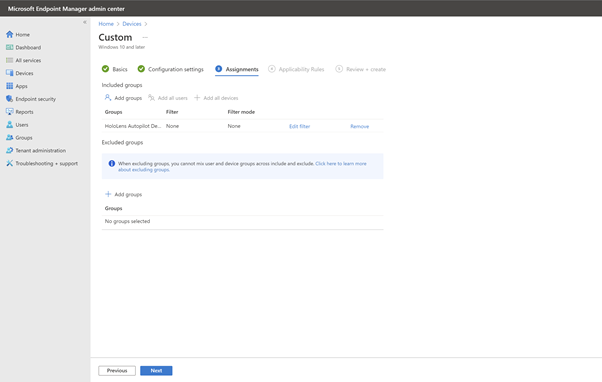 Microsoft Endpoint Manager admin center
«
Home
Dashboard
All services
Devices
Apps
Endpoint security
Reports
Users
Groups
Tenant administration
Troubleshooting + support
Home > Devices >
Custom ...
Windows 10 and later
Basics Configuration settings 3 Assignments 4 Applicability Rules 5 Review + create
Included groups
Add groups Add all users + Add all devices
Groups Filter Filter mode
HoloLens Autopilot De... None None Edit filter Remove
Excluded groups
When excluding groups, you cannot mix user and device groups across include and exclude. Click here to learn more
about excluding groups.
+ Add groups
Groups
No groups selected
Previous Next